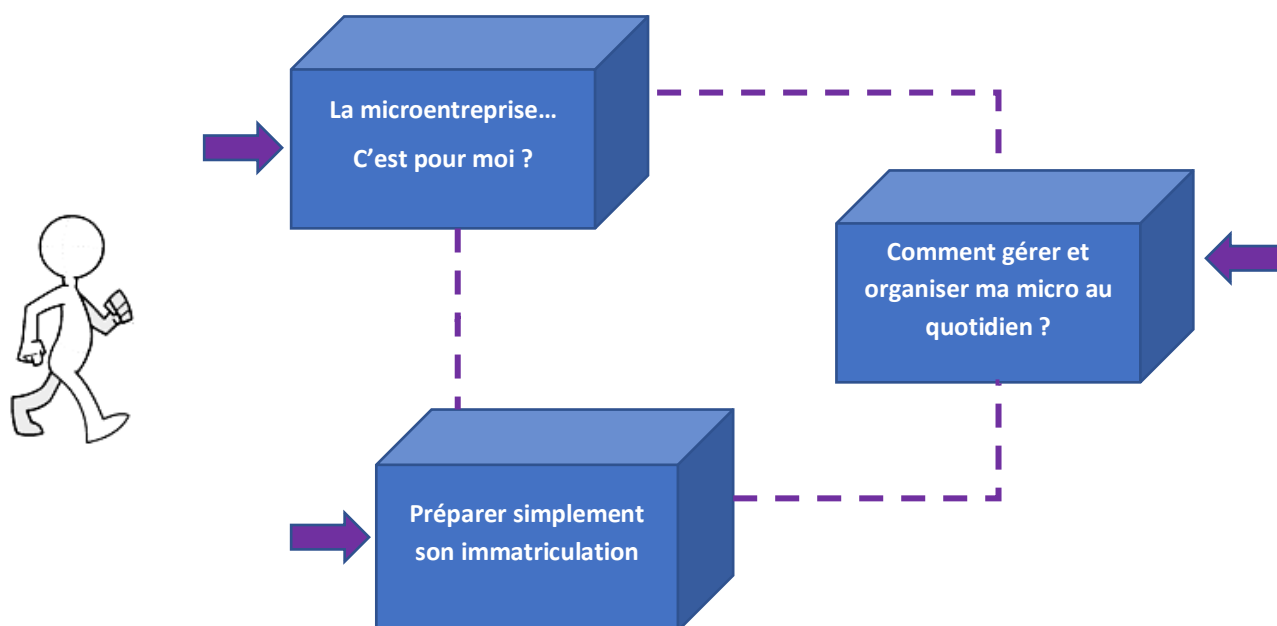 La microentreprise…
C’est pour moi ?
Comment gérer et
organiser ma micro au
quotidien ?
Préparer simplement
son immatriculation